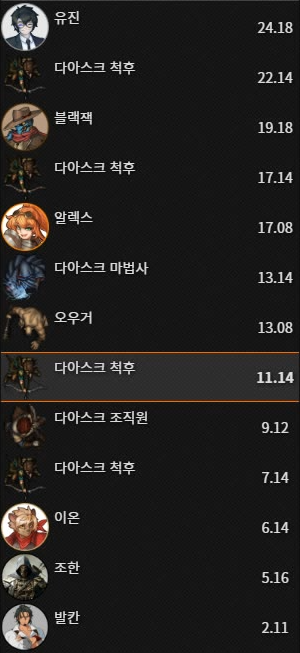 유진
24.18
다아스크 척후
22.14
블랙잭
19.18
다아스크 척후
17.14
알렉스
17.08
다아스크 마법사
13.14
오우거
13.08
다아스크 척후
11.14
다아스크 조직원
9.12
다아스크 척후
7.14
이온
6.14
조한
5.16
발칸
2.11